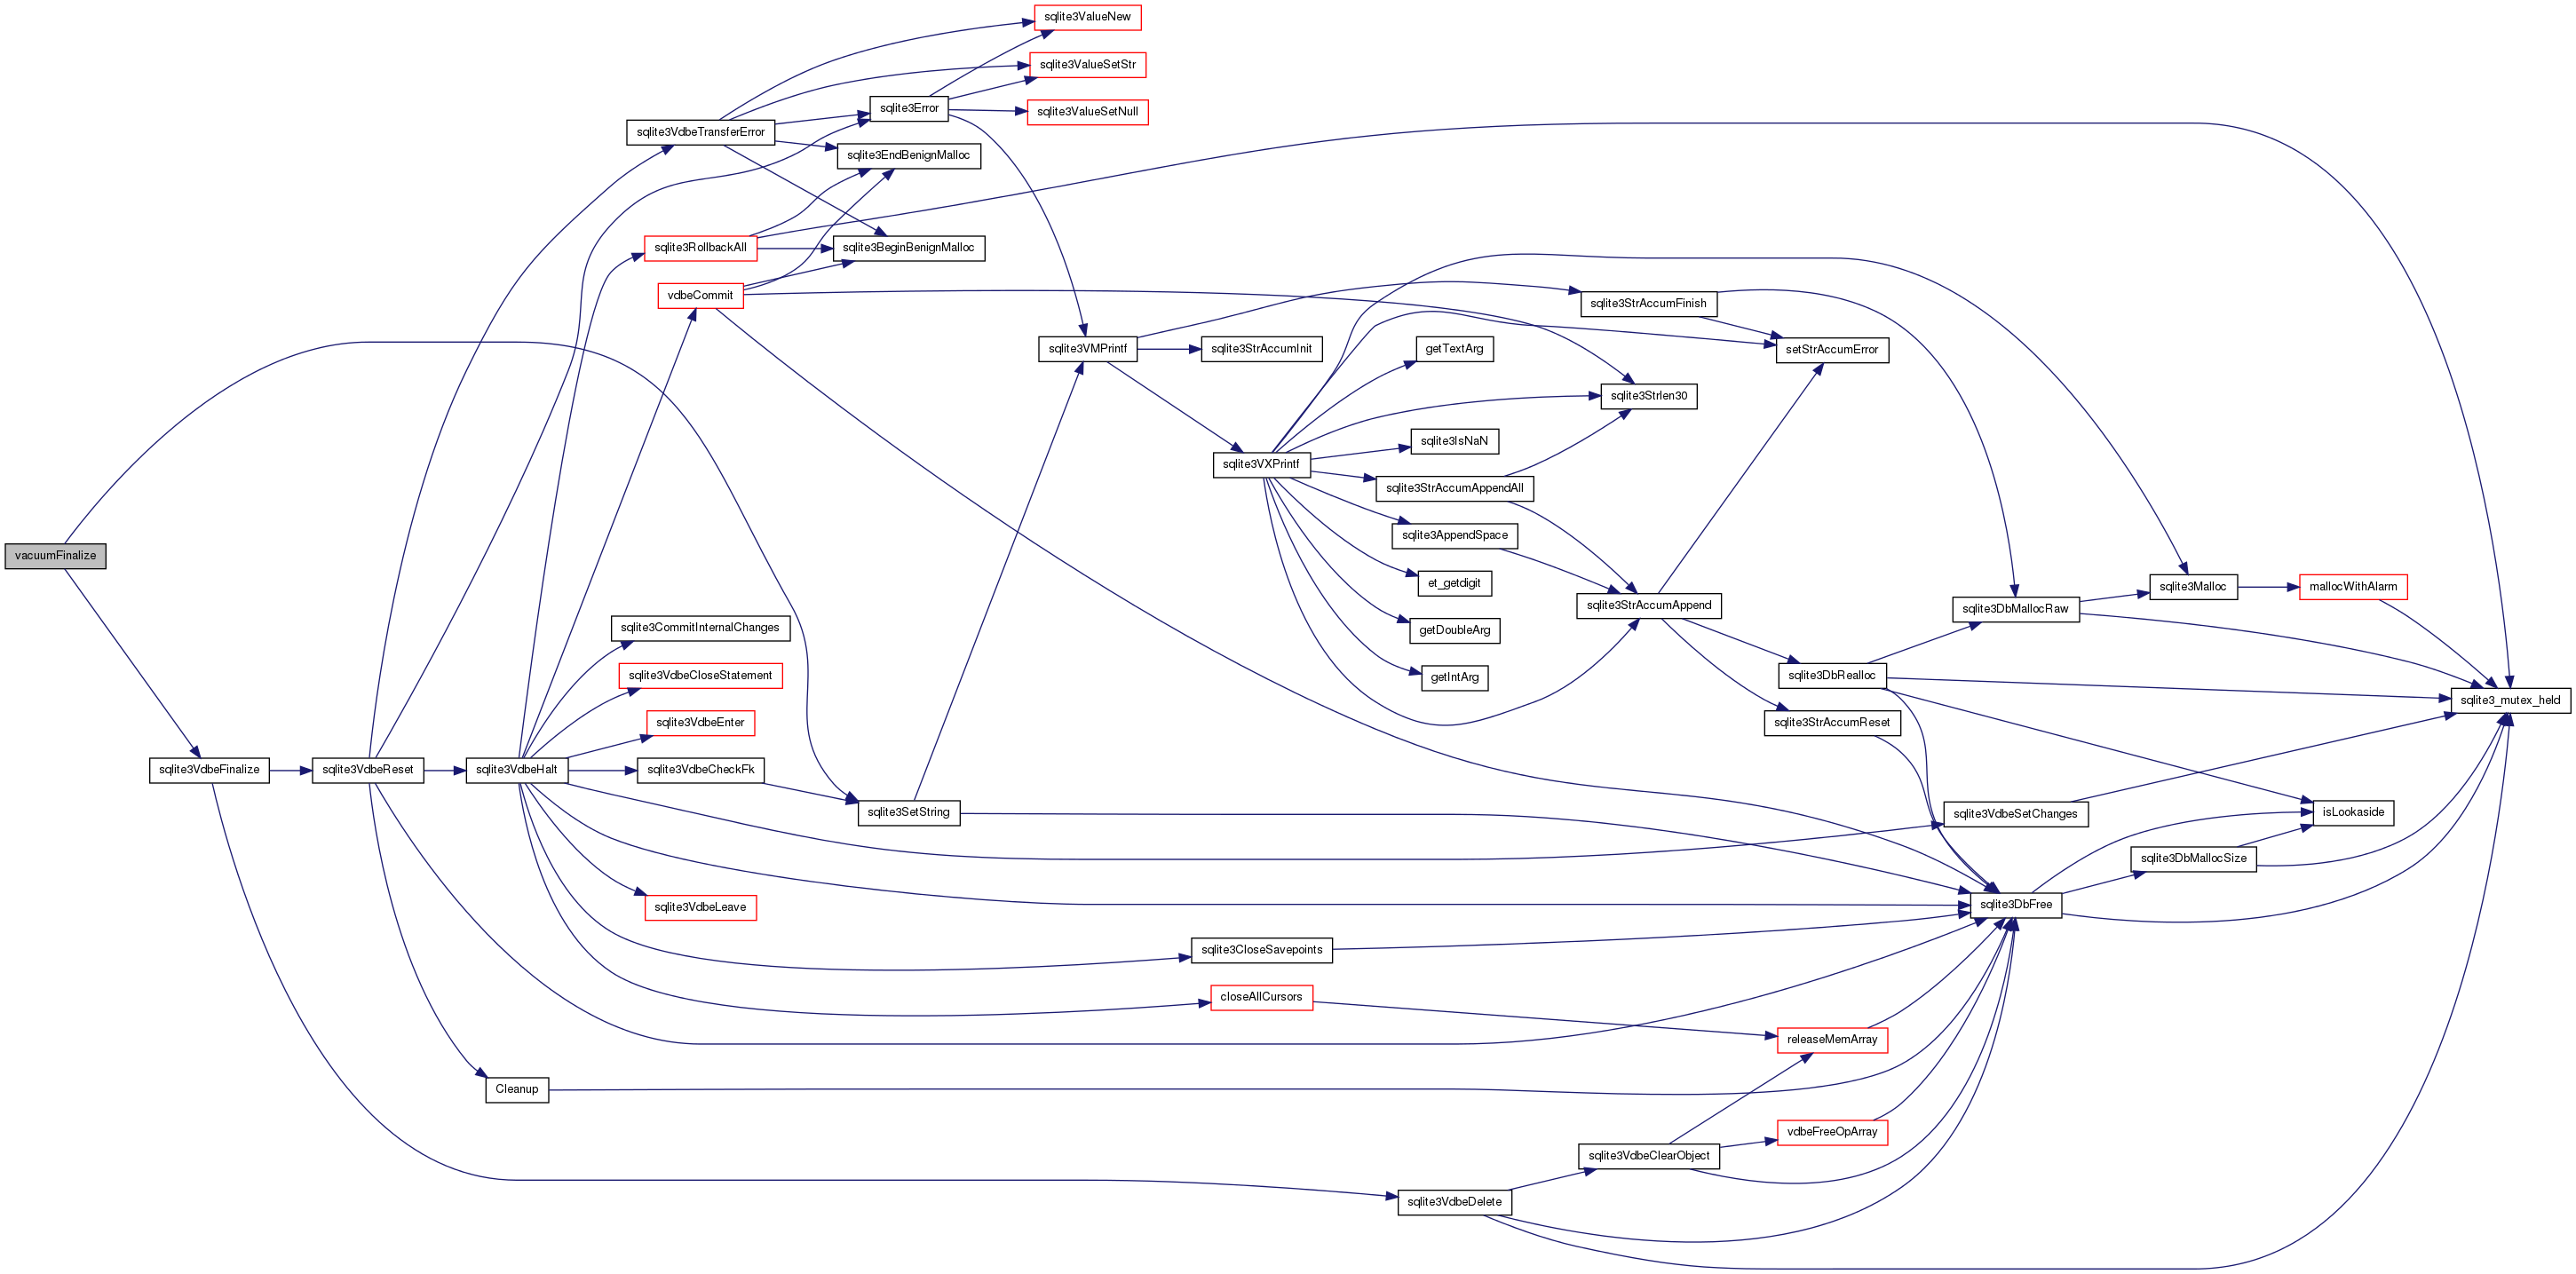 sqlite3ValueNew
sqlite3ValueSetStr
sqlite3Error
sqlite3ValueSetNull
sqlite3VdbeTransferError
sqlite3EndBenignMalloc
sqlite3RollbackAll
sqlite3BeginBenignMalloc
vdbeCommit
sqlite3StrAccumFinish
sqlite3VMPrintf
sqlite3StrAccumInit
getTextArg
setStrAccumError
sqlite3Strlen30
sqlite3IsNaN
sqlite3VXPrintf
sqlite3StrAccumAppendAll
sqlite3AppendSpace
vacuumFinalize
et_getdigit
sqlite3Malloc
mallocWithAlarm
sqlite3StrAccumAppend
sqlite3DbMallocRaw
sqlite3CommitInternalChanges
getDoubleArg
sqlite3VdbeCloseStatement
getIntArg
sqlite3DbRealloc
sqlite3_mutex_held
sqlite3VdbeEnter
sqlite3StrAccumReset
sqlite3VdbeFinalize
sqlite3VdbeReset
sqlite3VdbeHalt
sqlite3VdbeCheckFk
sqlite3SetString
sqlite3VdbeSetChanges
isLookaside
sqlite3DbMallocSize
sqlite3VdbeLeave
sqlite3DbFree
sqlite3CloseSavepoints
closeAllCursors
releaseMemArray
Cleanup
vdbeFreeOpArray
sqlite3VdbeClearObject
sqlite3VdbeDelete